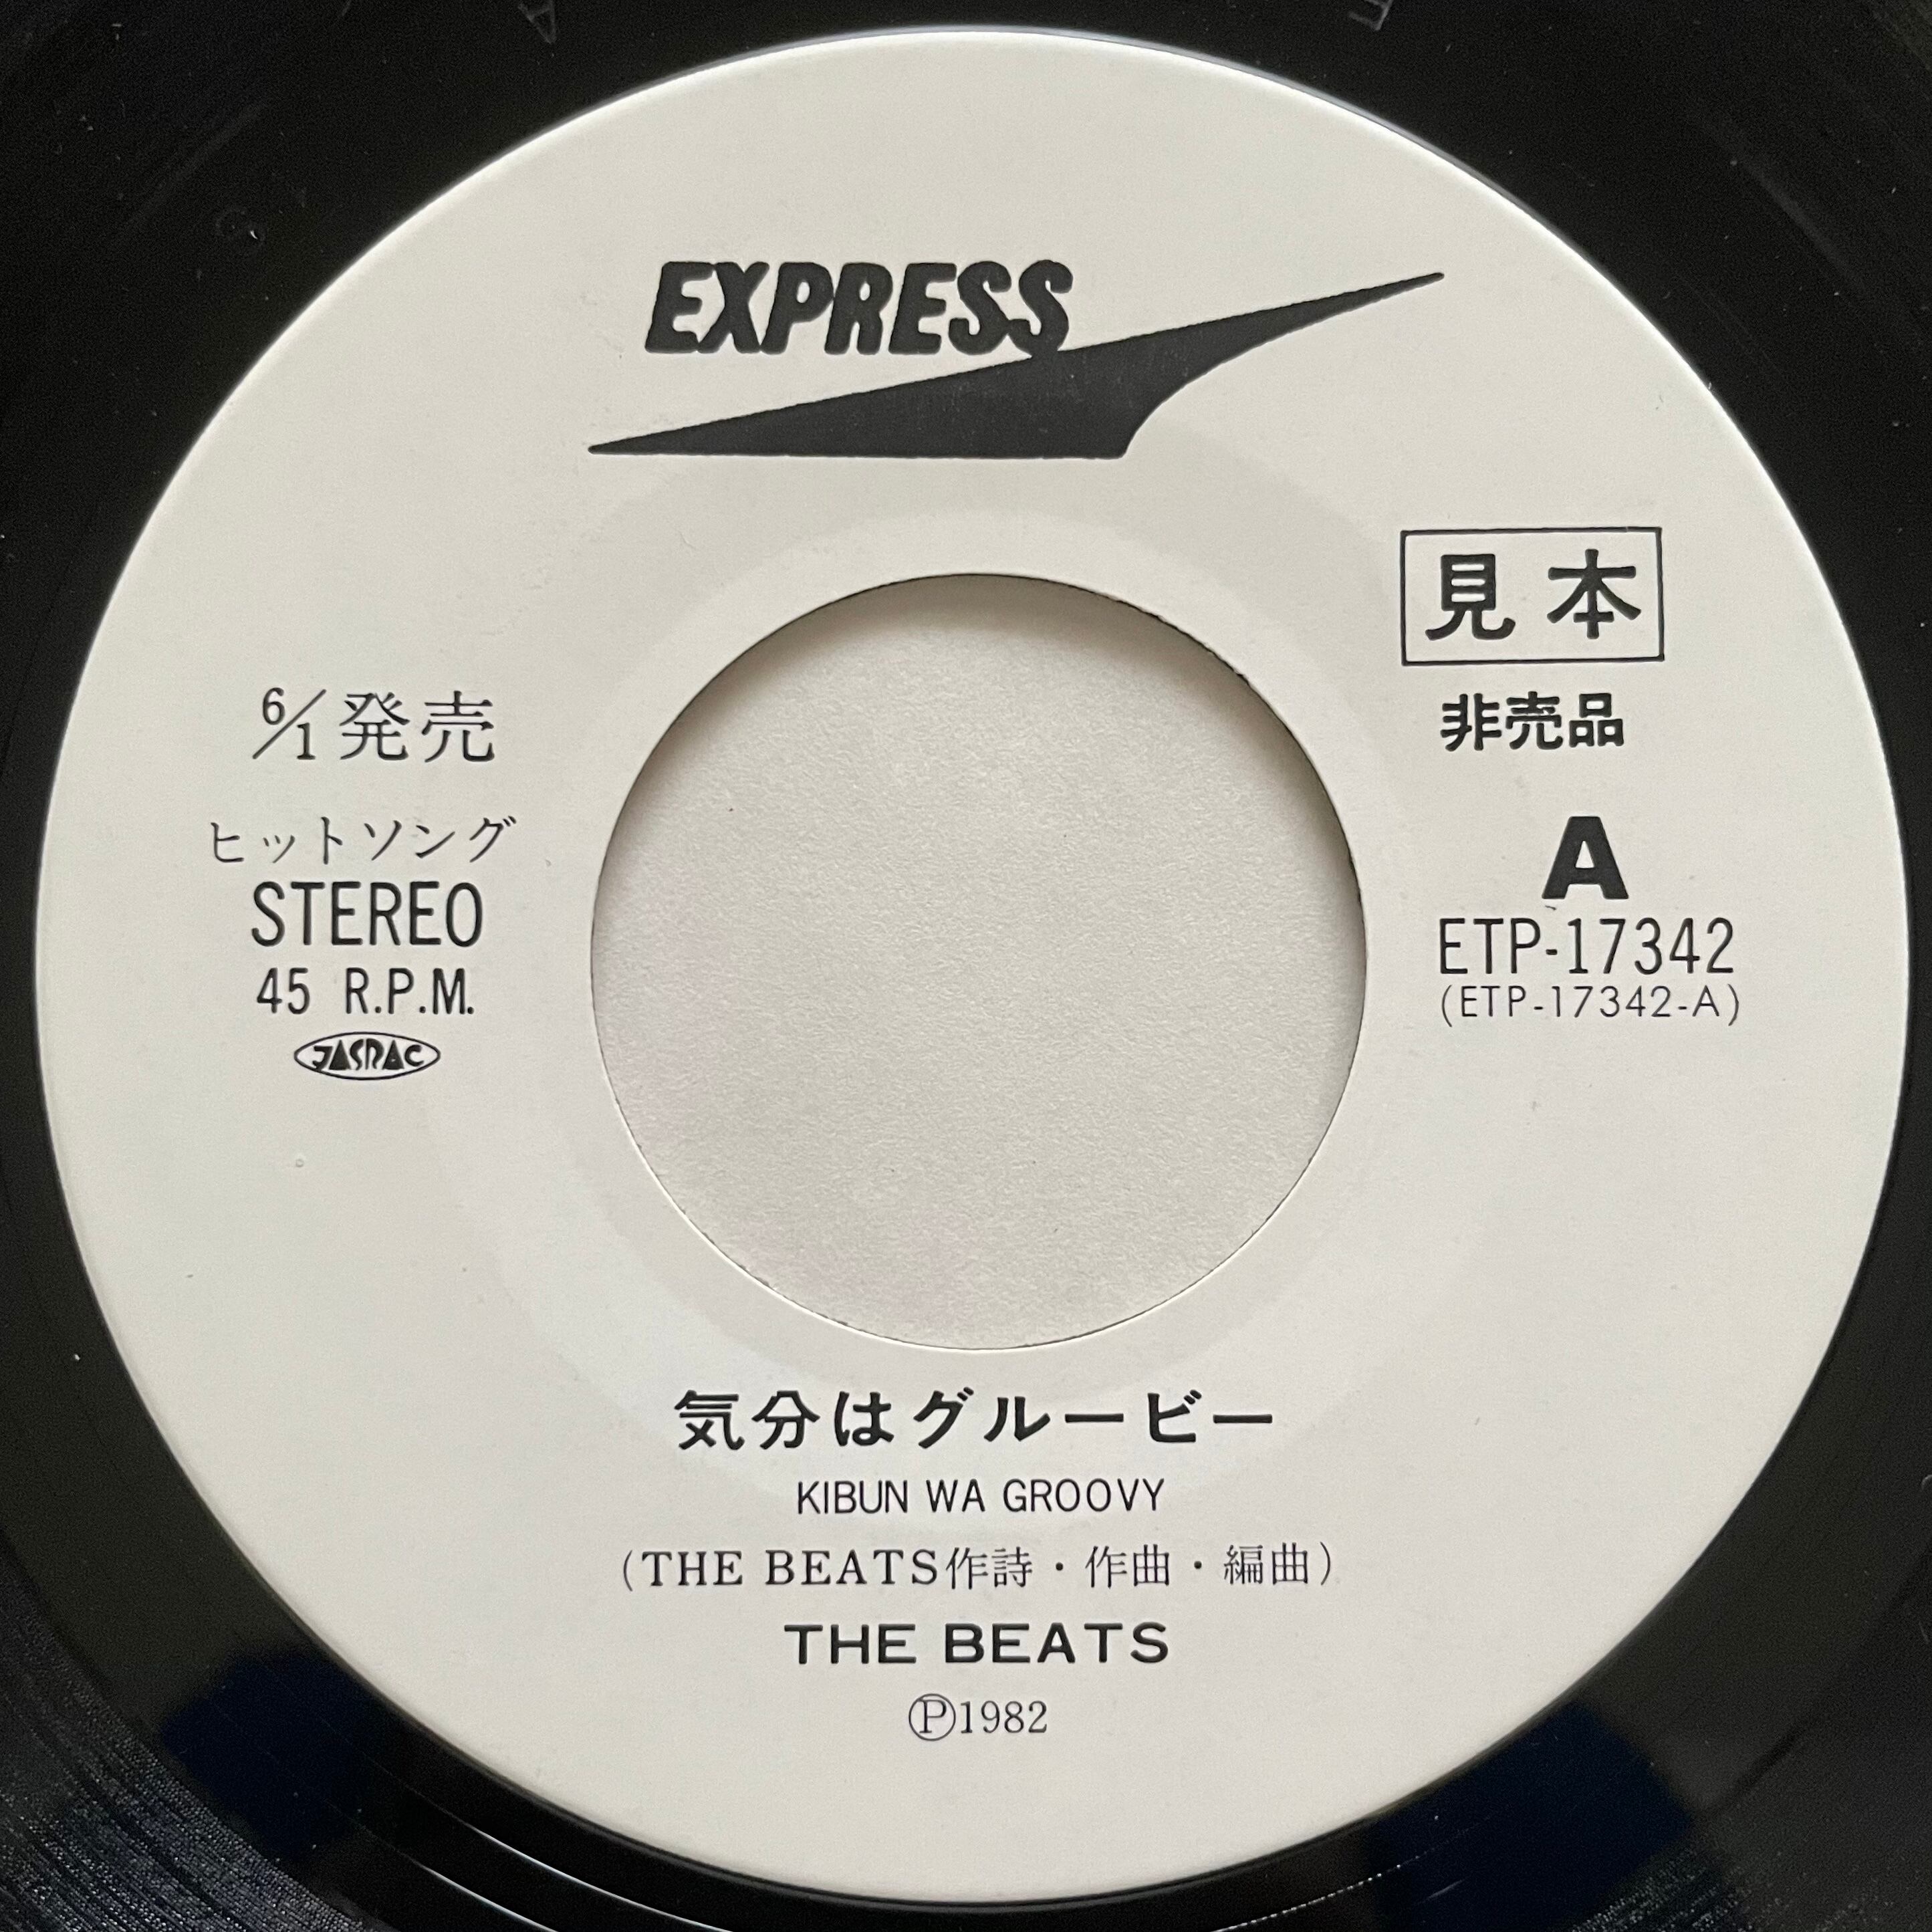 EXPRESS
見本
非売品
6/1発売
ヒットソング
STEREO
45 R.P.M.
JASRAC
A
ETP-17342
(ETP-17342-A)
気分はグルービー
KIBUN WA GROOVY
(THE BEATS作詩・作曲・編曲)
THE BEATS
Ⓟ1982